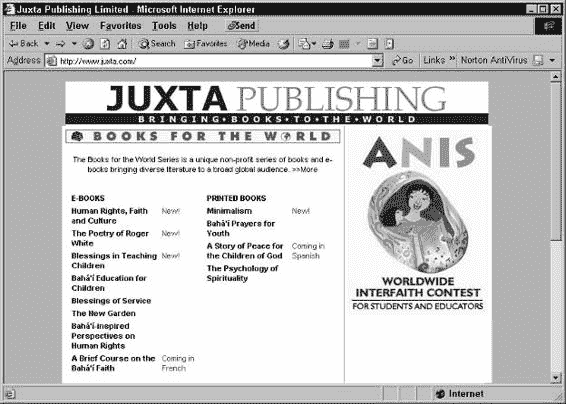 Juxta Publishing Limited - Microsoft Internet Explorer
File Edit View Favorites Tools Help Send
Back Search Favorites Media
Address http://www.juxta.com/ Go Links » Norton AntiVirus
JUXTA PUBLISHING
BRINGING•BOOKS•TO•THE•WORLD
BOOKS FOR THE WORLD
The Books for the World Series is a unique non-profit series of books and e-
books bringing diverse literature to a broad global audience. >>More
E-BOOKS
Human Rights, Faith New!
and Culture
The Poetry of Roger New!
White
Blessings in Teaching New!
Children
Bahá'í Education for
Children
Blessings of Service
The New Garden
Bahá'í-inspired
Perspectives on
Human Rights
A Brief Course on the Coming in
Bahá'í Faith French
PRINTED BOOKS
Minimalism New!
Bahá'í Prayers for
Youth
A Story of Peace for Coming in
the Children of God Spanish
The Psychology of
Spirituality
ANIS
WORLDWIDE
INTERFAITH CONTEST
FOR STUDENTS AND EDUCATORS
Internet